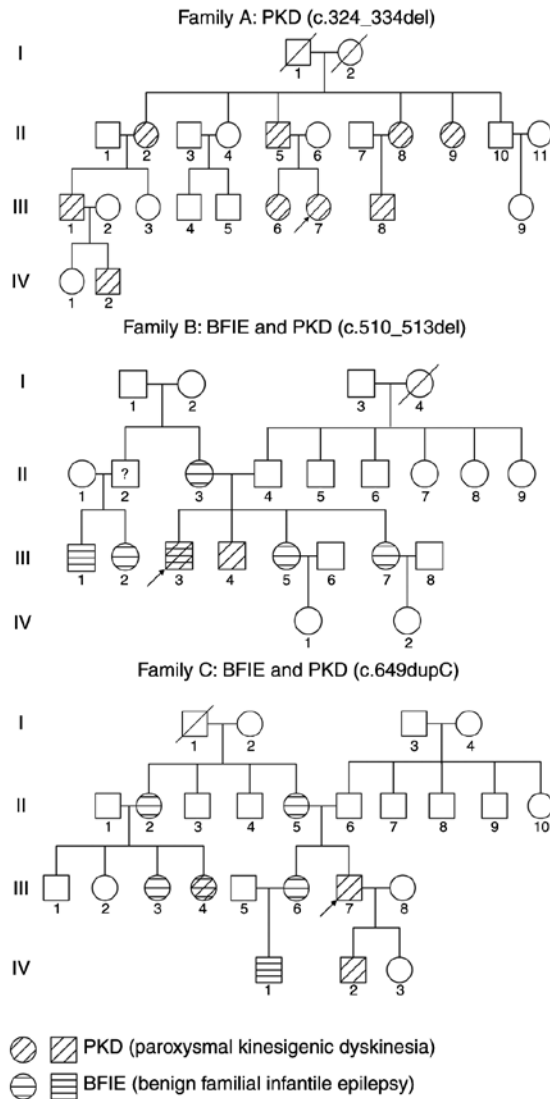 Family A: PKD (c.324_334del)
I
1 2
II
1 2 3 4 5 6 7 8 9 10 11
III
1 2 3 4 5 6 7 8 9
IV
1 2
Family B: BFIE and PKD (c.510_513del)
I
1 2 3 4
II
?
1 2 3 4 5 6 7 8 9
III
1 2 3 4 5 6 7 8
IV
1 2
Family C: BFIE and PKD (c.649dupC)
I
1 2 3 4
II
1 2 3 4 5 6 7 8 9 10
III
1 2 3 4 5 6 7 8
IV
1 2 3
PKD (paroxysmal kinesigenic dyskinesia)
BFIE (benign familial infantile epilepsy)